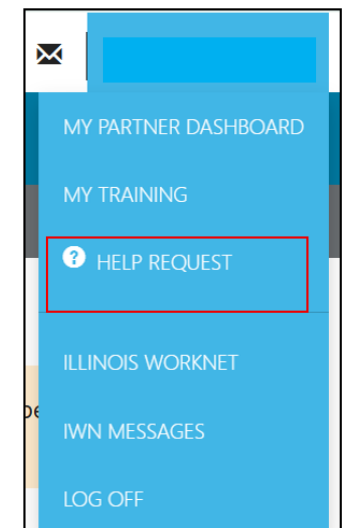 MY PARTNER DASHBOARD
MY TRAINING
? HELP REQUEST
ILLINOIS WORKNET
IWN MESSAGES
LOG OFF